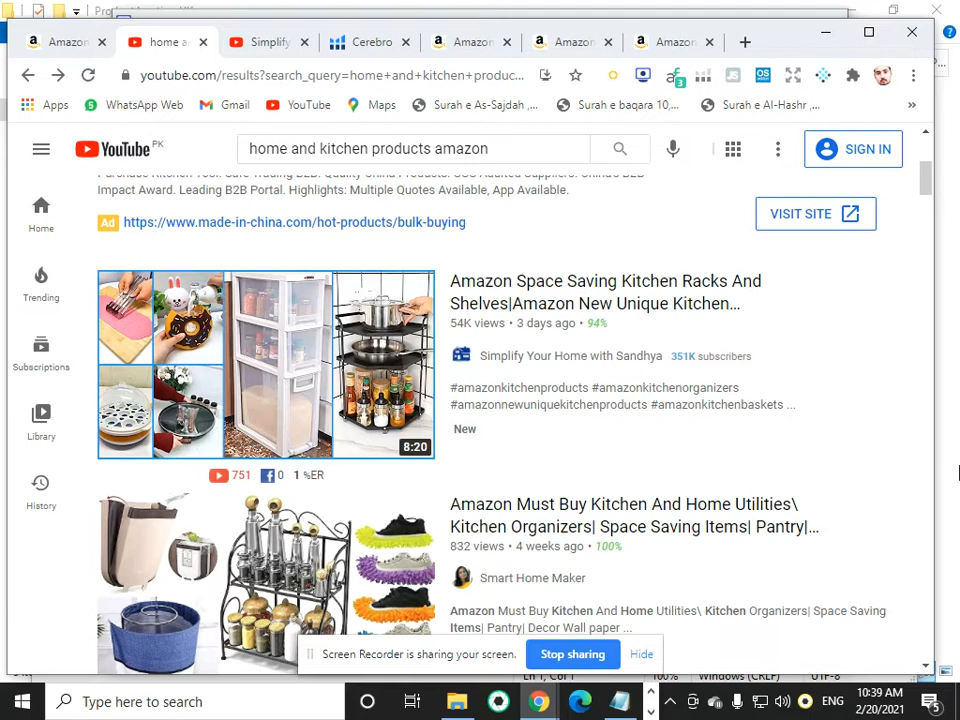 Amazon
home a
Simplify
Cerebro
Amazon
Amazon
Amazon
youtube.com/results?search_query=home+and+kitchen+produc...
Apps
WhatsApp Web
Gmail
YouTube
Maps
Surah e As-Sajdah ,...
Surah e baqara 10,...
Surah e Al-Hashr ,...
»
YouTube PK
home and kitchen products amazon
SIGN IN
Impact Award. Leading B2B Portal. Highlights: Multiple Quotes Available, App Available.
Ad https://www.made-in-china.com/hot-products/bulk-buying
VISIT SITE
Home
Trending
Subscriptions
Library
History
Amazon Space Saving Kitchen Racks And
Shelves|Amazon New Unique Kitchen...
54K views • 3 days ago • 94%
Simplify Your Home with Sandhya 351K subscribers
#amazonkitchenproducts #amazonkitchenorganizers
#amazonnewuniquekitchenproducts #amazonkitchenbaskets ...
New
8:20
751 0 1 %ER
Amazon Must Buy Kitchen And Home Utilities\
Kitchen Organizers| Space Saving Items| Pantry|...
832 views • 4 weeks ago • 100%
Smart Home Maker
Amazon Must Buy Kitchen And Home Utilities\ Kitchen Organizers| Space Saving
Items| Pantry| Decor Wall paper ...
Screen Recorder is sharing your screen.
Stop sharing
Hide
Type here to search
ENG
10:39 AM
2/20/2021
5